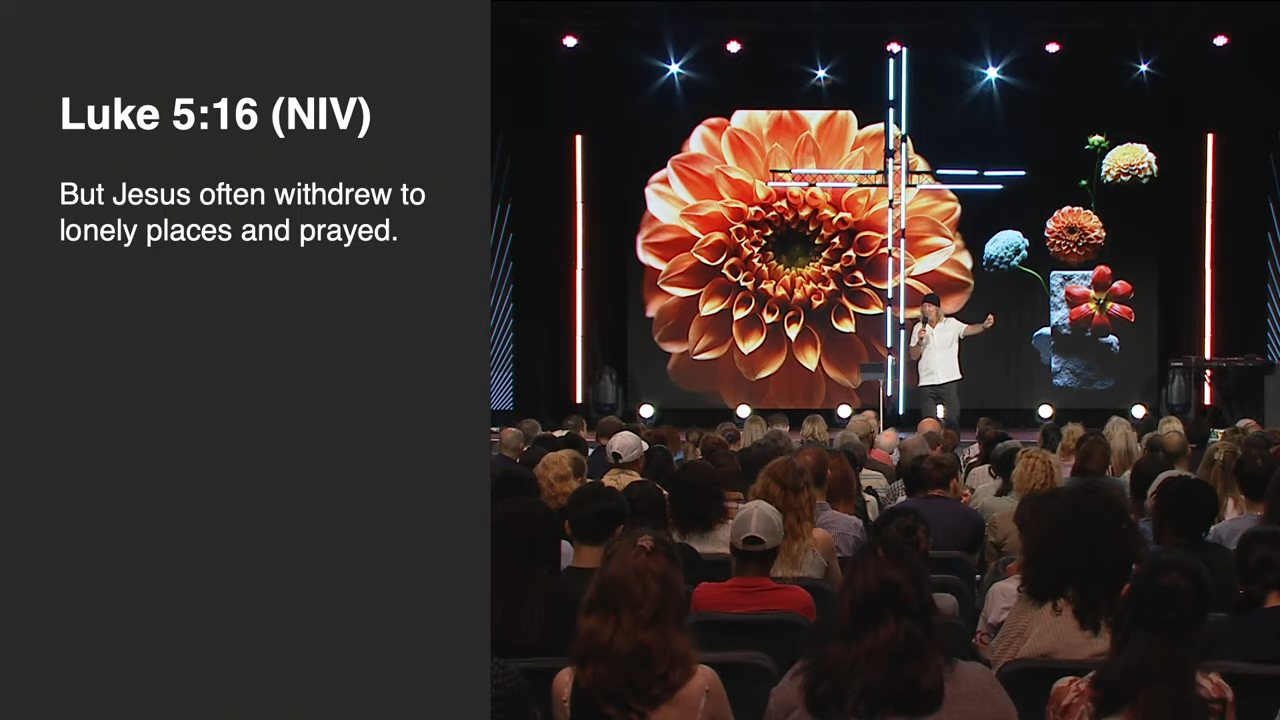 Luke 5:16 (NIV)
But Jesus often withdrew to
lonely places and prayed.